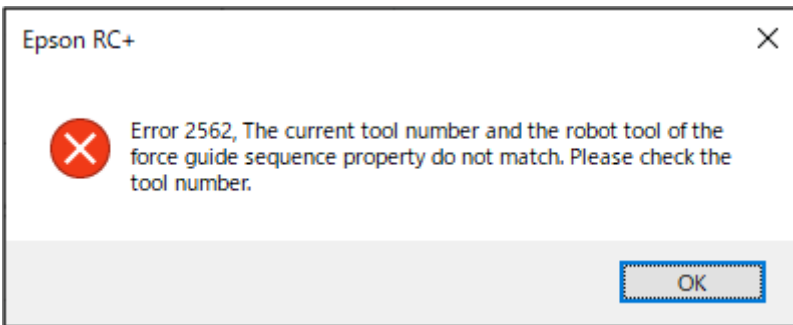 Epson RC+
Error 2562, The current tool number and the robot tool of the
force guide sequence property do not match. Please check the
tool number.
OK